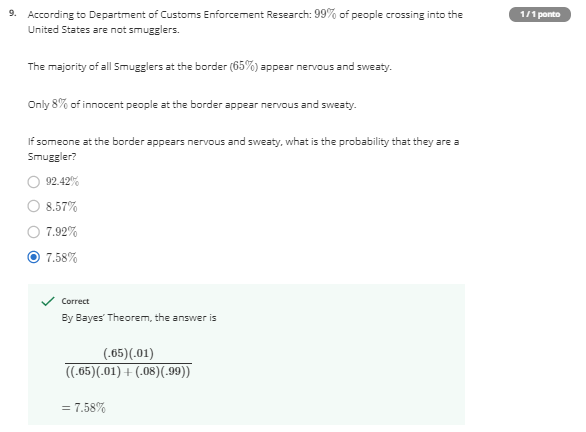 9. According to Department of Customs Enforcement Research: 99% of people crossing into the
United States are not smugglers.
1 / 1 ponto
The majority of all Smugglers at the border (65%) appear nervous and sweaty.
Only 8% of innocent people at the border appear nervous and sweaty.
If someone at the border appears nervous and sweaty, what is the probability that they are a
Smuggler?
92.42%
8.57%
7.92%
7.58%
Correct
By Bayes' Theorem, the answer is
(.65)(.01)
((.65)(.01) + (.08)(.99))
= 7.58%